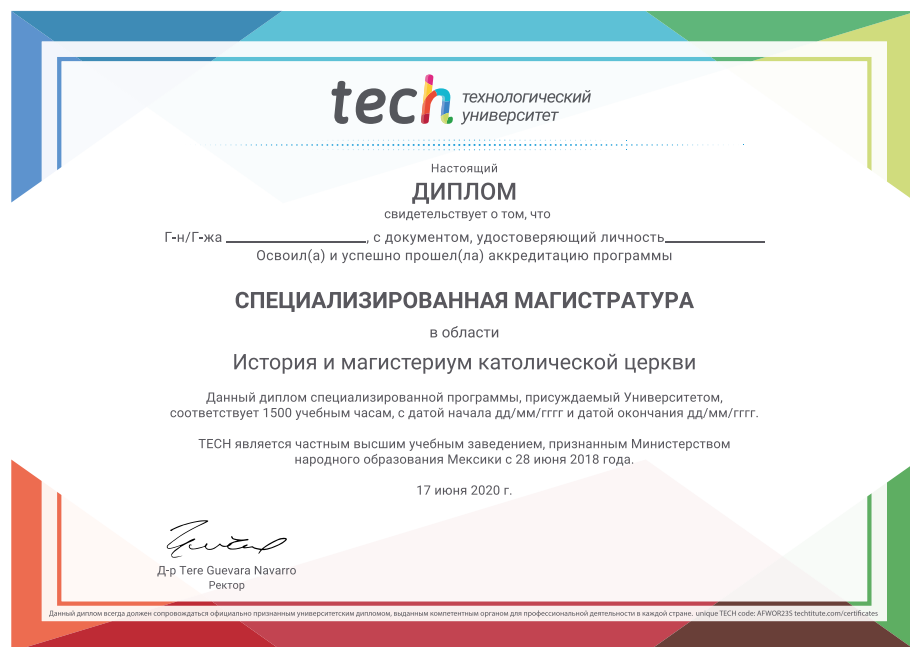 tech технологический
университет
Настоящий
ДИПЛОМ
свидетельствует о том, что
Г-н/Г-жа ____________________, с документом, удостоверяющий личность______________
Освоил(а) и успешно прошел(ла) аккредитацию программы
СПЕЦИАЛИЗИРОВАННАЯ МАГИСТРАТУРА
в области
История и магистериум католической церкви
Данный диплом специализированной программы, присуждаемый Университетом,
соответствует 1500 учебным часам, с датой начала дд/мм/гггг и датой окончания дд/мм/гггг.
TECH является частным высшим учебным заведением, признанным Министерством
народного образования Мексики с 28 июня 2018 года.
17 июня 2020 г.
Д-р Tere Guevara Navarro
Ректор
Данный диплом всегда должен сопровождаться официально признанным университетским дипломом, выданным компетентным органом для профессиональной деятельности в каждой стране. unique TECH code: AFWOR23S techtitute.com/certificates